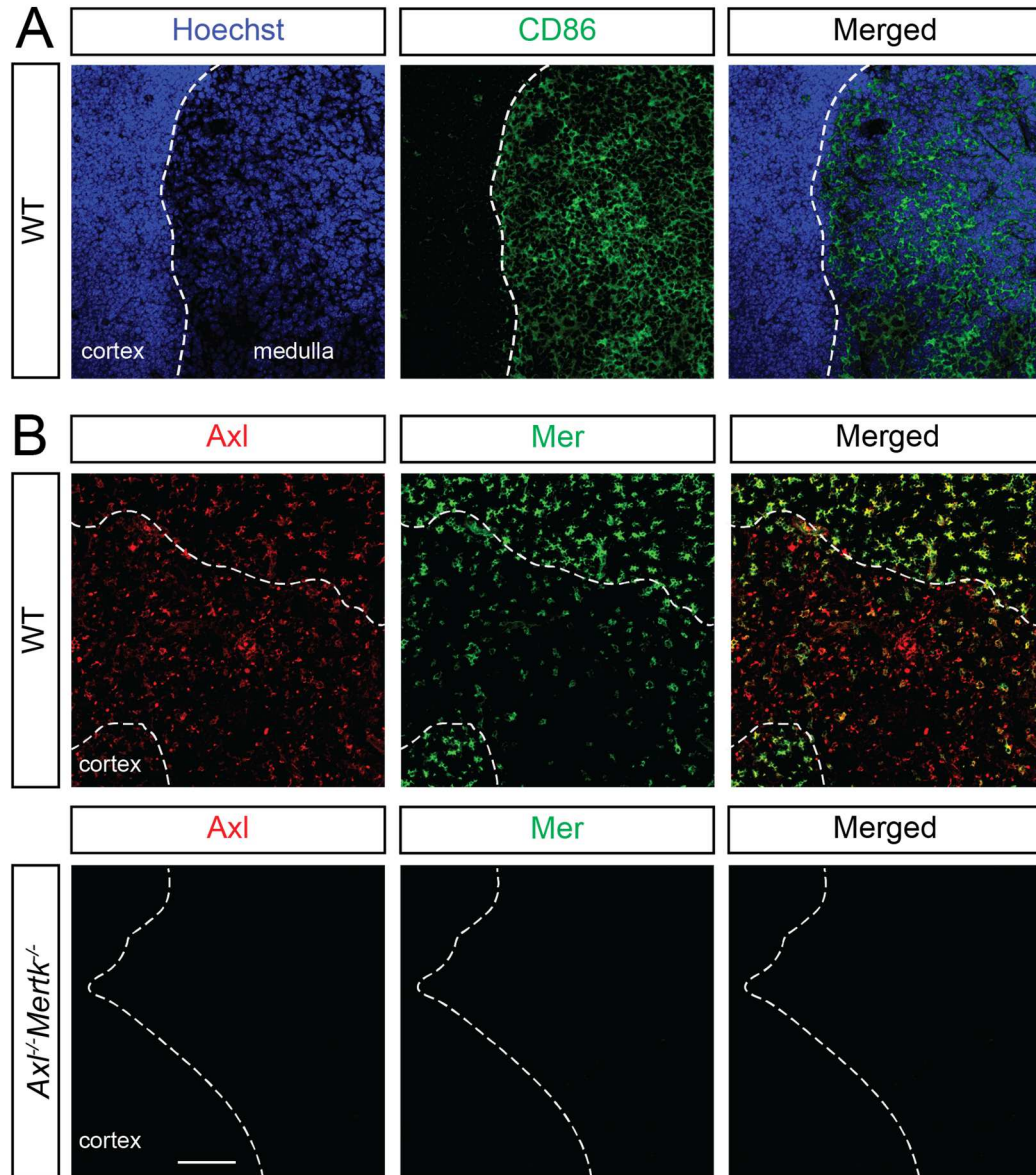 A
Hoechst
CD86
Merged
WT
cortex
medulla
B
Axl
Mer
Merged
WT
cortex
Axl
Mer
Merged
Axl-/-Mertk-/-
cortex